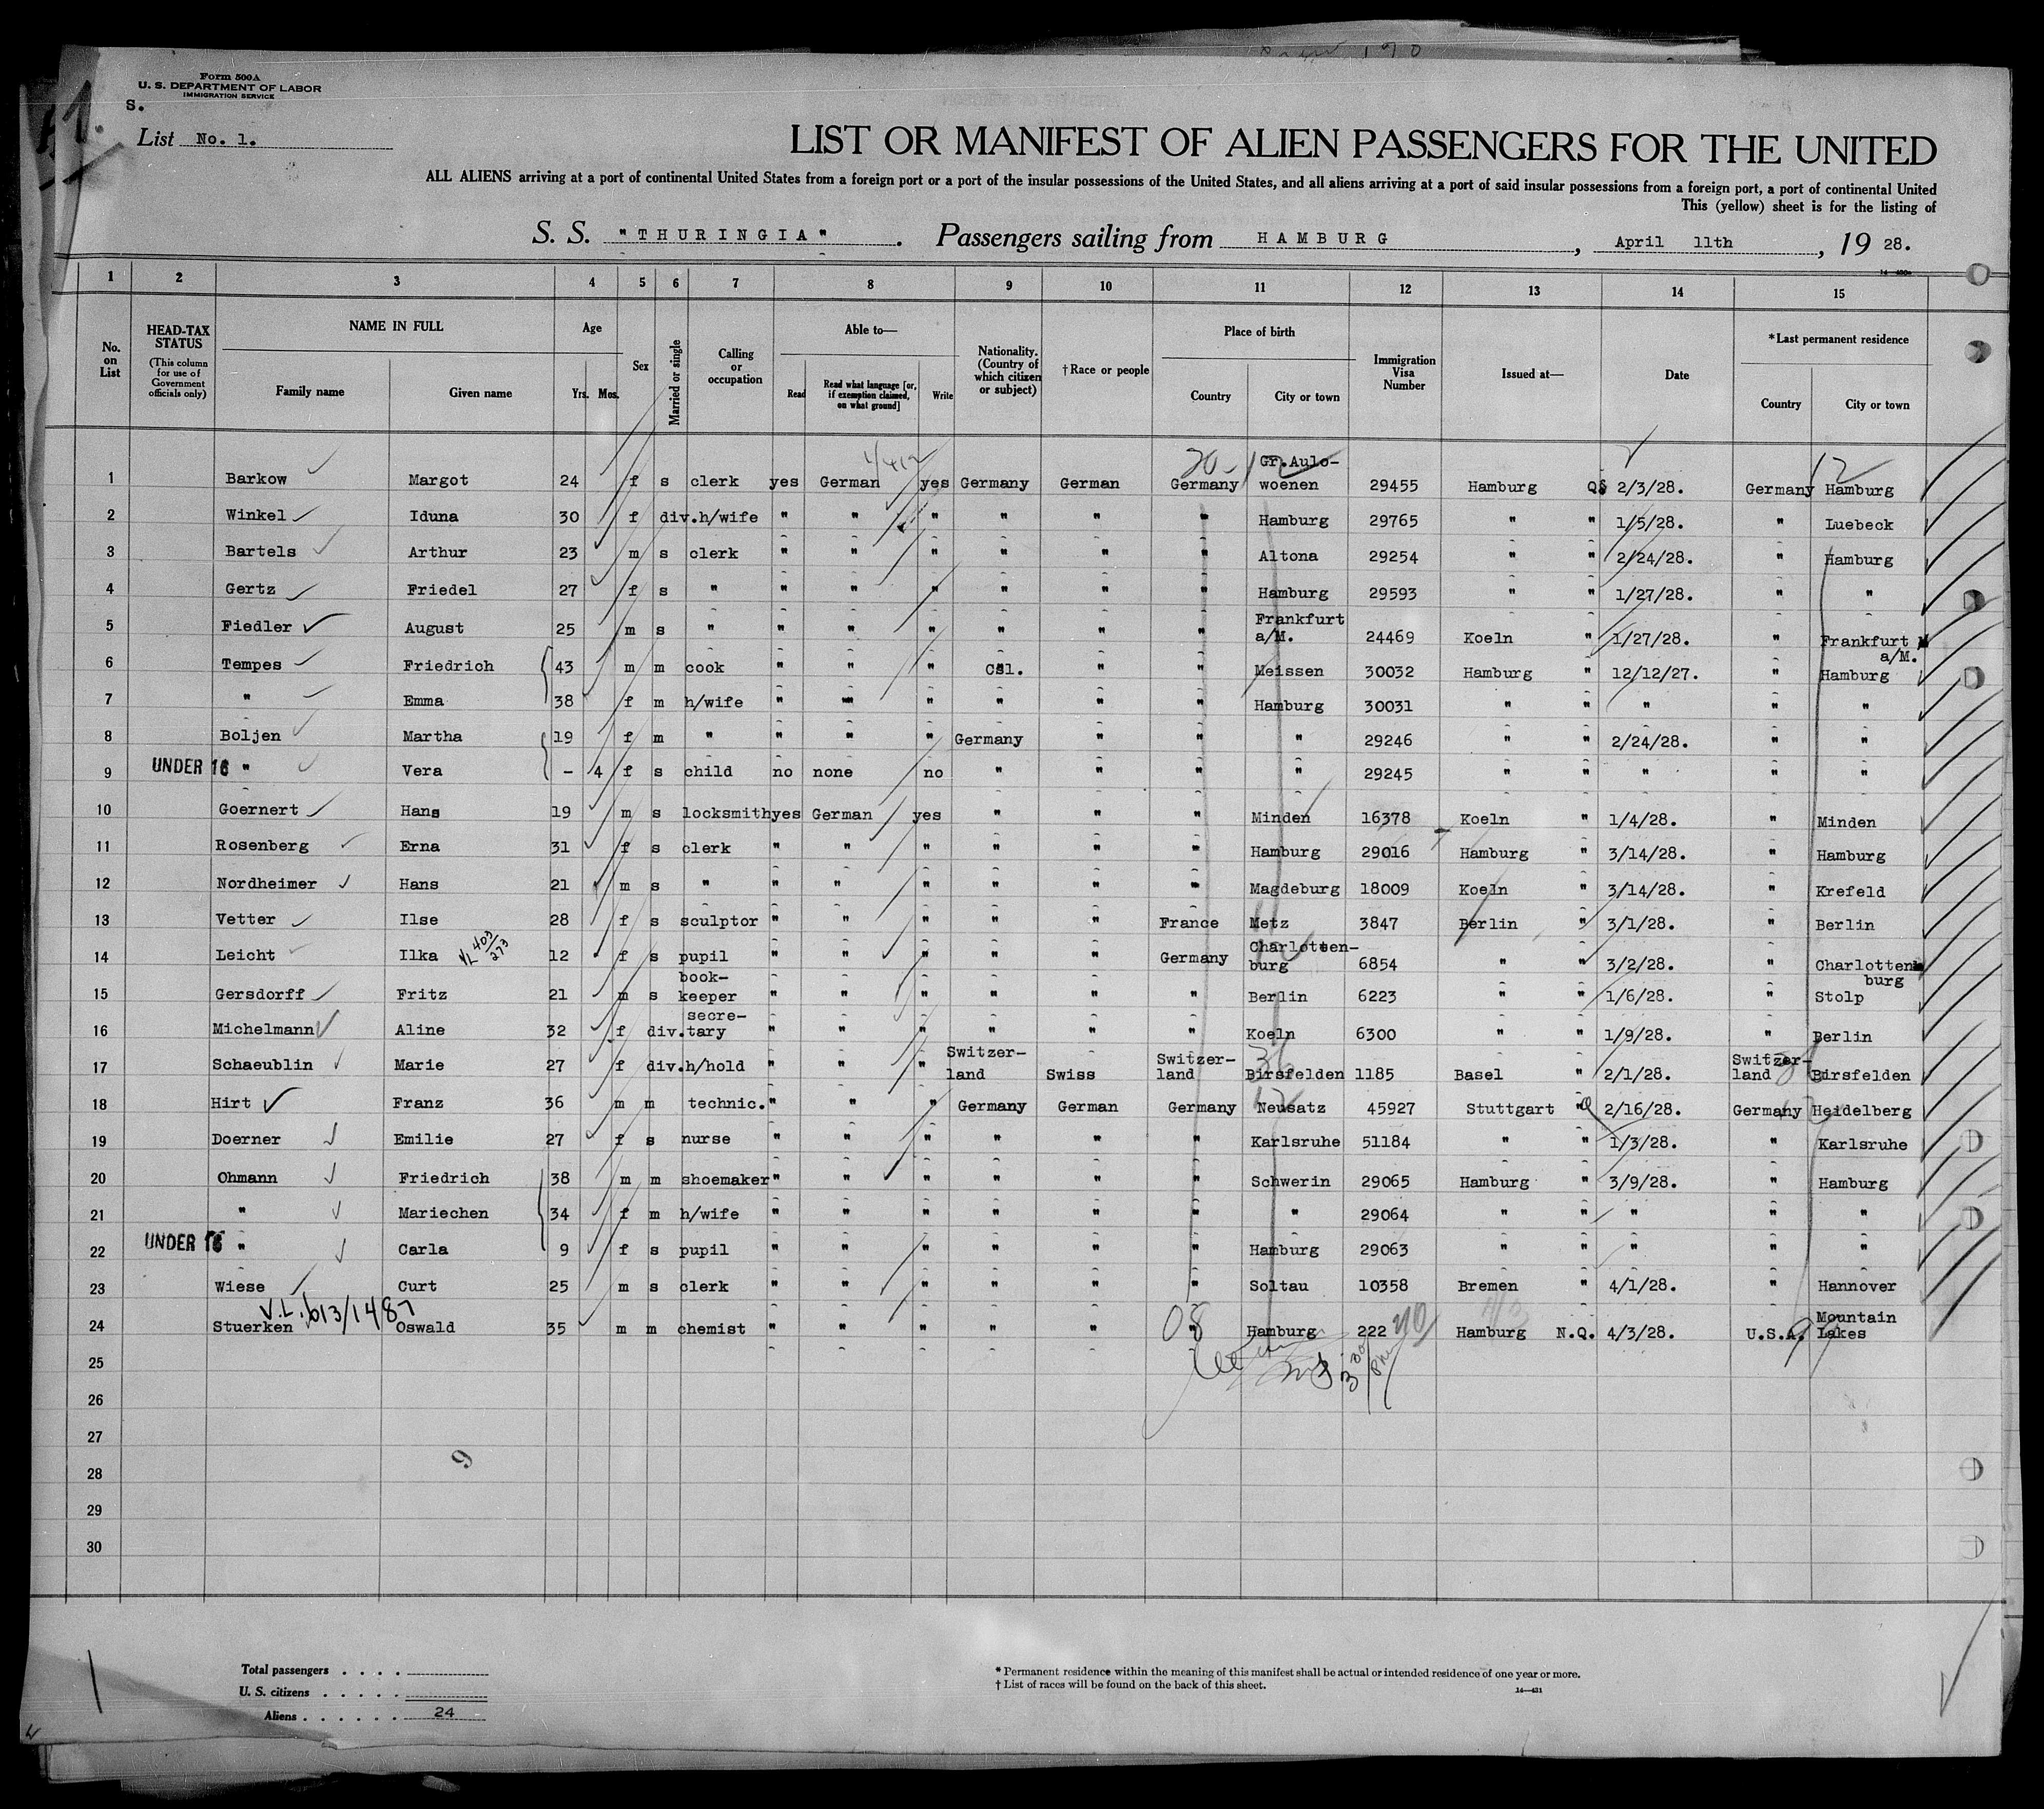 Form 500A
U. S. DEPARTMENT OF LABOR
IMMIGRATION SERVICE
S.
List No. 1.
LIST OR MANIFEST OF ALIEN PASSENGERS FOR THE UNITED
ALL ALIENS arriving at a port of continental United States from a foreign port or a port of the insular possessions of the United States, and all aliens arriving at a port of said insular possessions from a foreign port, a port of continental United
This (yellow) sheet is for the listing of
S. S. "THURINGIA". Passengers sailing from HAMBURG, April 11th, 19 28.
1 2 3 4 5 6 7 8 9 10 11 12 13 14 15
No. on List
HEAD-TAX STATUS (This column for use of Government officials only)
NAME IN FULL Family name Given name
Age Yrs. Mos.
Sex
Married or single
Calling or occupation
Able to— Read Read what language [or, if exemption claimed, on what ground] Write
Nationality. (Country of which citizen or subject)
†Race or people
Place of birth Country City or town
Immigration Visa Number
Issued at—
Date
*Last permanent residence Country City or town
1 Barkow Margot 24 f s clerk yes German yes Germany German Germany Gr.Aulo-woenen 29455 Hamburg QS 2/3/28. Germany Hamburg
2 Winkel Iduna 30 f div. h/wife " " " " " " Hamburg 29765 " " 1/5/28. " Luebeck
3 Bartels Arthur 23 m s clerk " " " " " " Altona 29254 " " 2/24/28. " Hamburg
4 Gertz Friedel 27 f s " " " " " " " Hamburg 29593 " " 1/27/28. " "
5 Fiedler August 25 m s " " " " " " " Frankfurt a/M. 24469 Koeln " 1/27/28. " Frankfurt a/M.
6 Tempes Friedrich 43 m m cook " " " Csl. " " Meissen 30032 Hamburg " 12/12/27. " Hamburg
7 " Emma 38 f m h/wife " " " " " " Hamburg 30031 " " " " "
8 Boljen Martha 19 f m " " " " Germany " " " 29246 " " 2/24/28. " "
9 UNDER 16 " Vera - 4 f s child no none no " " " " 29245 " " " " "
10 Goernert Hans 19 m s locksmith yes German yes " " " Minden 16378 Koeln " 1/4/28. " Minden
11 Rosenberg Erna 31 f s clerk " " " " " " Hamburg 29016 Hamburg " 3/14/28. " Hamburg
12 Nordheimer Hans 21 m s " " " " " " " Magdeburg 18009 Koeln " 3/14/28. " Krefeld
13 Vetter Ilse 28 f s sculptor " " " " " France Metz 3847 Berlin " 3/1/28. " Berlin
14 Leicht Ilka VL 403/273 12 f s pupil " " " " " Germany Charlotten-burg 6854 " " 3/2/28. " Charlotten burg
15 Gersdorff Fritz 21 m s book-keeper " " " " " " Berlin 6223 " " 1/6/28. " Stolp
16 Michelmann Aline 32 f div. secre-tary " " " " " " Koeln 6300 " " 1/9/28. " Berlin
17 Schaeublin Marie 27 f div. h/hold " " " Switzer-land Swiss Switzer-land Birsfelden 1185 Basel " 2/1/28. Switzer-land Birsfelden
18 Hirt Franz 36 m m technic. " " " Germany German Germany Neusatz 45927 Stuttgart " 2/16/28. Germany Heidelberg
19 Doerner Emilie 27 f s nurse " " " " " " Karlsruhe 51184 " " 1/3/28. " Karlsruhe
20 Ohmann Friedrich 38 m m shoemaker " " " " " " Schwerin 29065 Hamburg " 3/9/28. " Hamburg
21 " Mariechen 34 f m h/wife " " " " " " " 29064 " " " " "
22 UNDER 16 " Carla 9 f s pupil " " " " " " Hamburg 29063 " " " " "
23 Wiese Curt 25 m s clerk " " " " " " Soltau 10358 Bremen " 4/1/28. " Hannover
V.L. 613/1487
24 Stuerken Oswald 35 m m chemist " " " " " " Hamburg 222 Hamburg N.Q. 4/3/28. U.S.A. Mountain Lakes
25
26
27
28
29
30
Total passengers
U. S. citizens
Aliens 24
* Permanent residence within the meaning of this manifest shall be actual or intended residence of one year or more.
† List of races will be found on the back of this sheet.
14—431